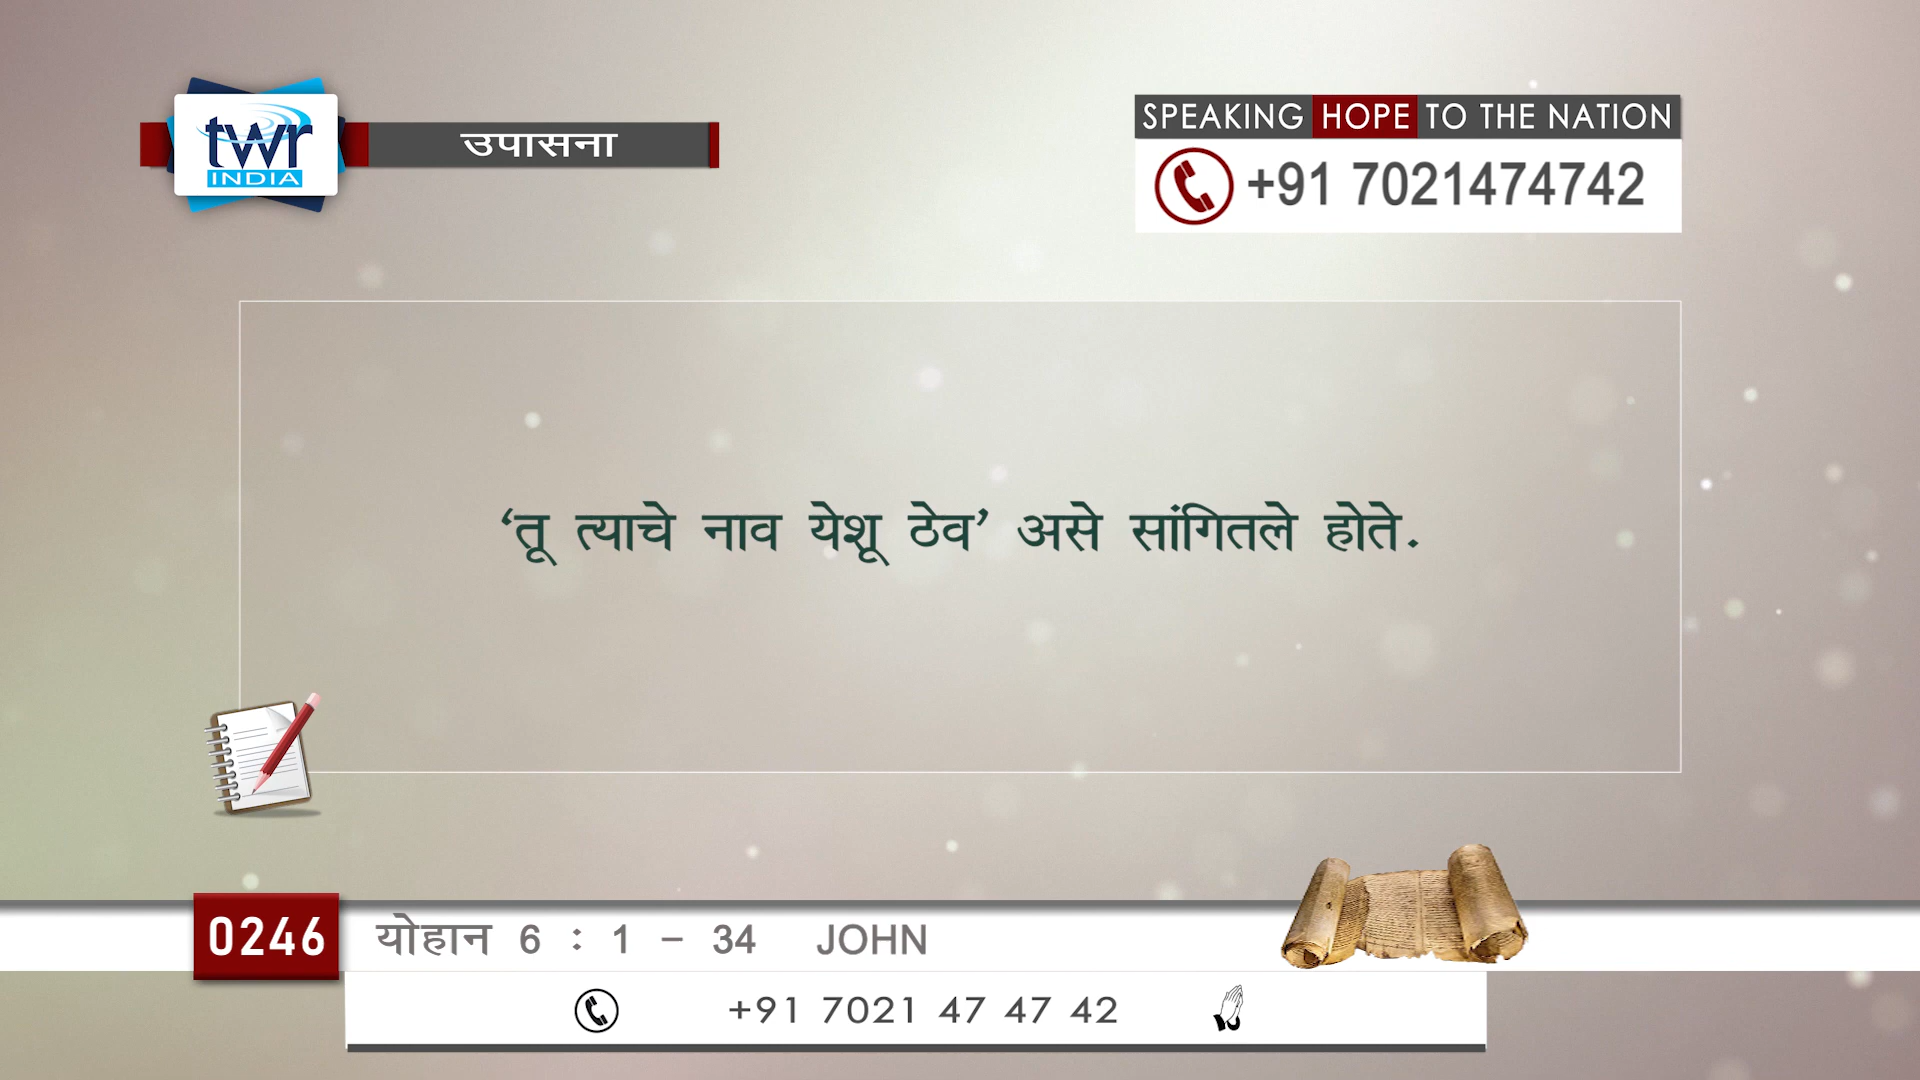 twr
INDIA
उपासना
SPEAKING HOPE TO THE NATION
+91 7021474742
‘तू त्याचे नाव येशू ठेव’ असे सांगितले होते.
0246
योहान 6 : 1 - 34 JOHN
+91 7021 47 47 42